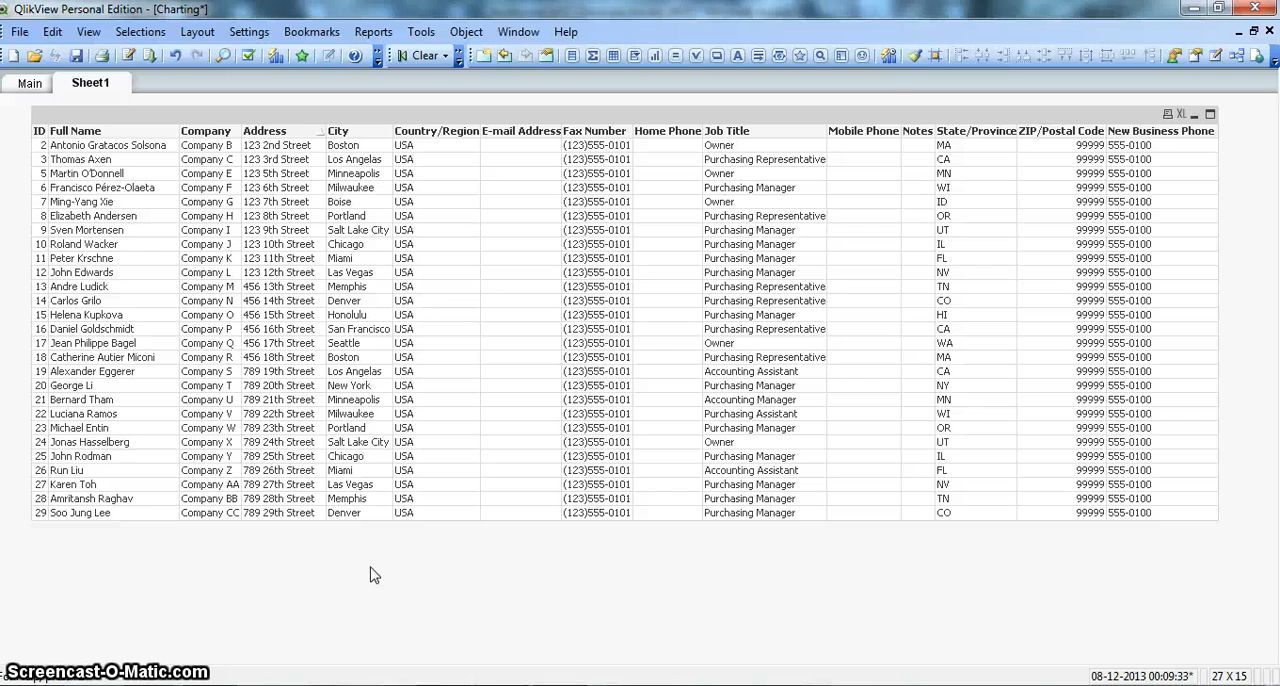 QlikView Personal Edition - [Charting*]
File Edit View Selections Layout Settings Bookmarks Reports Tools Object Window Help
Clear
Main Sheet1
XL
ID Full Name Company Address City Country/Region E-mail Address Fax Number Home Phone Job Title Mobile Phone Notes State/Province ZIP/Postal Code New Business Phone
2 Antonio Gratacos Solsona Company B 123 2nd Street Boston USA (123)555-0101 Owner MA 99999 555-0100
3 Thomas Axen Company C 123 3rd Street Los Angelas USA (123)555-0101 Purchasing Representative CA 99999 555-0100
5 Martin O'Donnell Company E 123 5th Street Minneapolis USA (123)555-0101 Owner MN 99999 555-0100
6 Francisco Pérez-Olaeta Company F 123 6th Street Milwaukee USA (123)555-0101 Purchasing Manager WI 99999 555-0100
7 Ming-Yang Xie Company G 123 7th Street Boise USA (123)555-0101 Owner ID 99999 555-0100
8 Elizabeth Andersen Company H 123 8th Street Portland USA (123)555-0101 Purchasing Representative OR 99999 555-0100
9 Sven Mortensen Company I 123 9th Street Salt Lake City USA (123)555-0101 Purchasing Manager UT 99999 555-0100
10 Roland Wacker Company J 123 10th Street Chicago USA (123)555-0101 Purchasing Manager IL 99999 555-0100
11 Peter Krschne Company K 123 11th Street Miami USA (123)555-0101 Purchasing Manager FL 99999 555-0100
12 John Edwards Company L 123 12th Street Las Vegas USA (123)555-0101 Purchasing Manager NV 99999 555-0100
13 Andre Ludick Company M 456 13th Street Memphis USA (123)555-0101 Purchasing Representative TN 99999 555-0100
14 Carlos Grilo Company N 456 14th Street Denver USA (123)555-0101 Purchasing Representative CO 99999 555-0100
15 Helena Kupkova Company O 456 15th Street Honolulu USA (123)555-0101 Purchasing Manager HI 99999 555-0100
16 Daniel Goldschmidt Company P 456 16th Street San Francisco USA (123)555-0101 Purchasing Representative CA 99999 555-0100
17 Jean Philippe Bagel Company Q 456 17th Street Seattle USA (123)555-0101 Owner WA 99999 555-0100
18 Catherine Autier Miconi Company R 456 18th Street Boston USA (123)555-0101 Purchasing Representative MA 99999 555-0100
19 Alexander Eggerer Company S 789 19th Street Los Angelas USA (123)555-0101 Accounting Assistant CA 99999 555-0100
20 George Li Company T 789 20th Street New York USA (123)555-0101 Purchasing Manager NY 99999 555-0100
21 Bernard Tham Company U 789 21th Street Minneapolis USA (123)555-0101 Accounting Manager MN 99999 555-0100
22 Luciana Ramos Company V 789 22th Street Milwaukee USA (123)555-0101 Purchasing Assistant WI 99999 555-0100
23 Michael Entin Company W 789 23th Street Portland USA (123)555-0101 Purchasing Manager OR 99999 555-0100
24 Jonas Hasselberg Company X 789 24th Street Salt Lake City USA (123)555-0101 Owner UT 99999 555-0100
25 John Rodman Company Y 789 25th Street Chicago USA (123)555-0101 Purchasing Manager IL 99999 555-0100
26 Run Liu Company Z 789 26th Street Miami USA (123)555-0101 Accounting Assistant FL 99999 555-0100
27 Karen Toh Company AA 789 27th Street Las Vegas USA (123)555-0101 Purchasing Manager NV 99999 555-0100
28 Amritansh Raghav Company BB 789 28th Street Memphis USA (123)555-0101 Purchasing Manager TN 99999 555-0100
29 Soo Jung Lee Company CC 789 29th Street Denver USA (123)555-0101 Purchasing Manager CO 99999 555-0100
Screencast-O-Matic.com
08-12-2013 00:09:33* 27 X 15